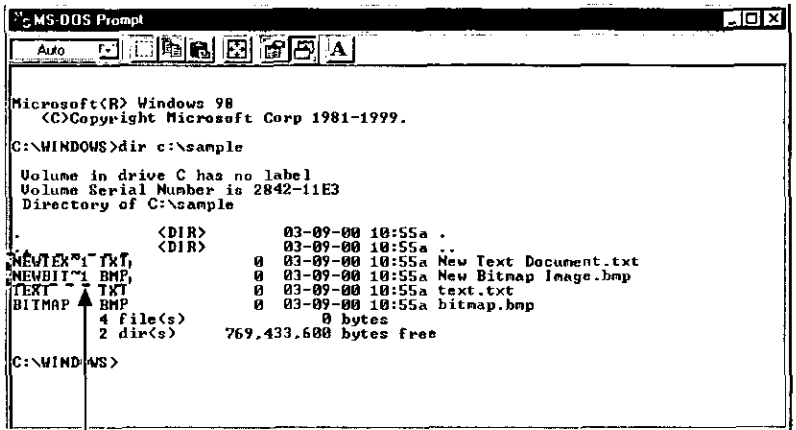 MS-DOS Prompt
Auto A
Microsoft(R) Windows 98
(C)Copyright Microsoft Corp 1981-1999.
C:\WINDOWS>dir c:\sample
Volume in drive C has no label
Volume Serial Number is 2842-11E3
Directory of C:\sample
. <DIR> 03-09-00 10:55a .
.. <DIR> 03-09-00 10:55a ..
NEWTEX~1 TXT 0 03-09-00 10:55a New Text Document.txt
NEWBIT~1 BMP 0 03-09-00 10:55a New Bitmap Image.bmp
TEXT TXT 0 03-09-00 10:55a text.txt
BITMAP BMP 0 03-09-00 10:55a bitmap.bmp
4 file(s) 0 bytes
2 dir(s) 769,433,600 bytes free
C:\WINDOWS>